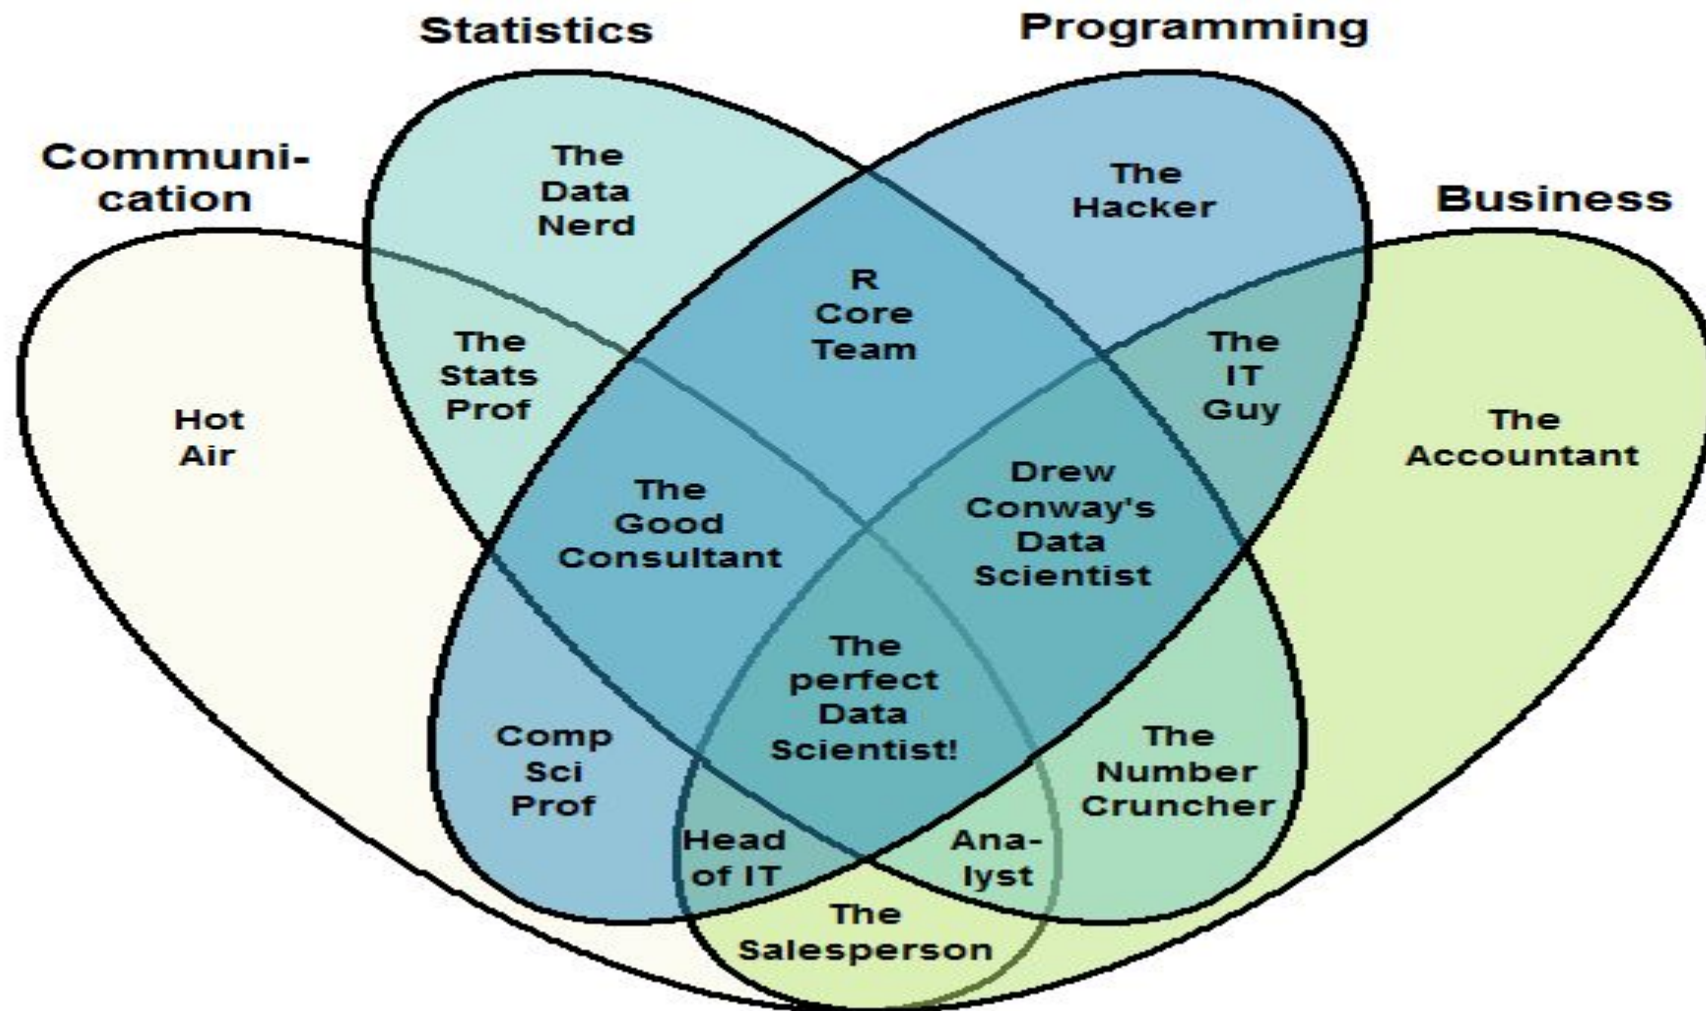 Statistics
Programming
Communi-
cation
Business
The
Data
Nerd
The
Hacker
R
Core
Team
The
Stats
Prof
The
IT
Guy
Hot
Air
The
Accountant
The
Good
Consultant
Drew
Conway's
Data
Scientist
The
perfect
Data
Scientist!
Comp
Sci
Prof
The
Number
Cruncher
Head
of IT
Ana-
lyst
The
Salesperson